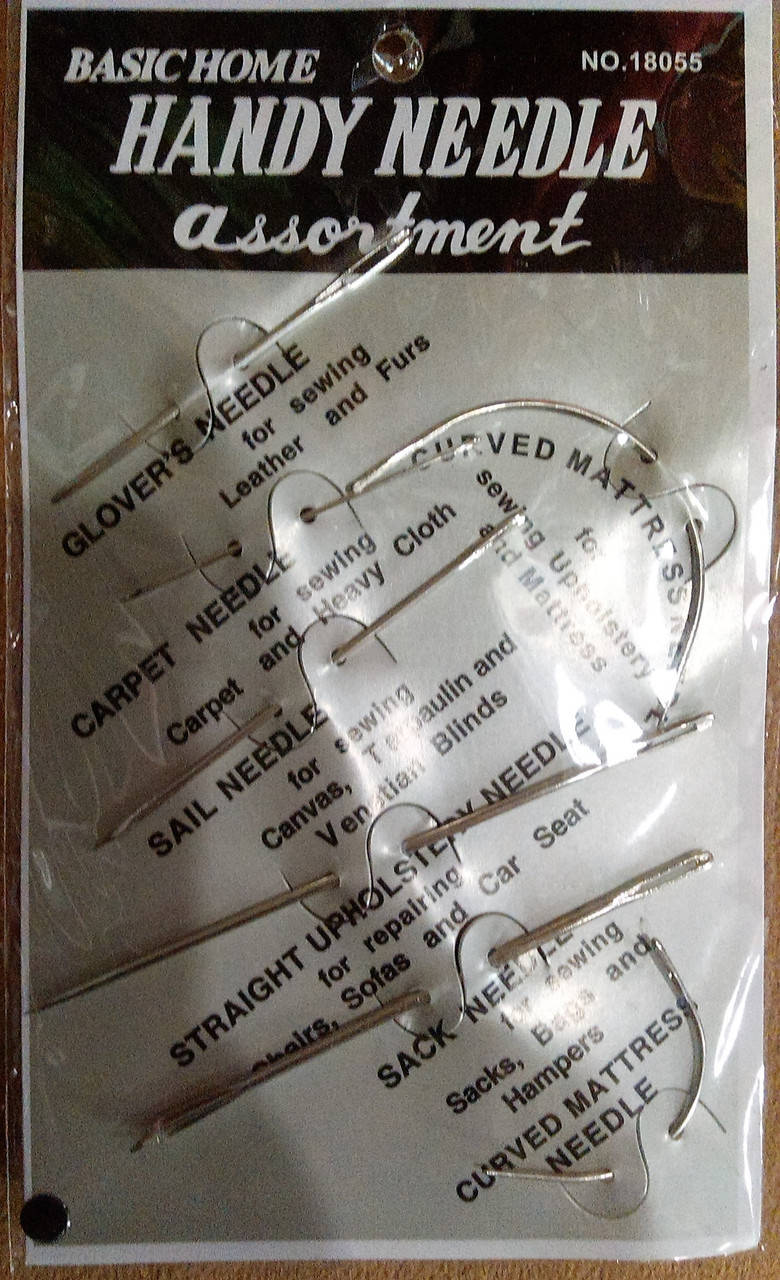 BASIC HOME
NO.18055
HANDY NEEDLE
assortment
GLOVER'S NEEDLE
for sewing
Leather and Furs
CURVED MATTRESS
for
sewing Upholstery
and Mattress
CARPET NEEDLE
for sewing
Carpet and Heavy Cloth
SAIL NEEDLE
for sewing
Canvas, Terpaulin and
Venetian Blinds
STRAIGHT UPHOLSTERY NEEDLE
for repairing
Chairs, Sofas and Car Seat
SACK NEEDLE
for sewing
Sacks, Bags and
Hampers
CURVED MATTRESS
NEEDLE